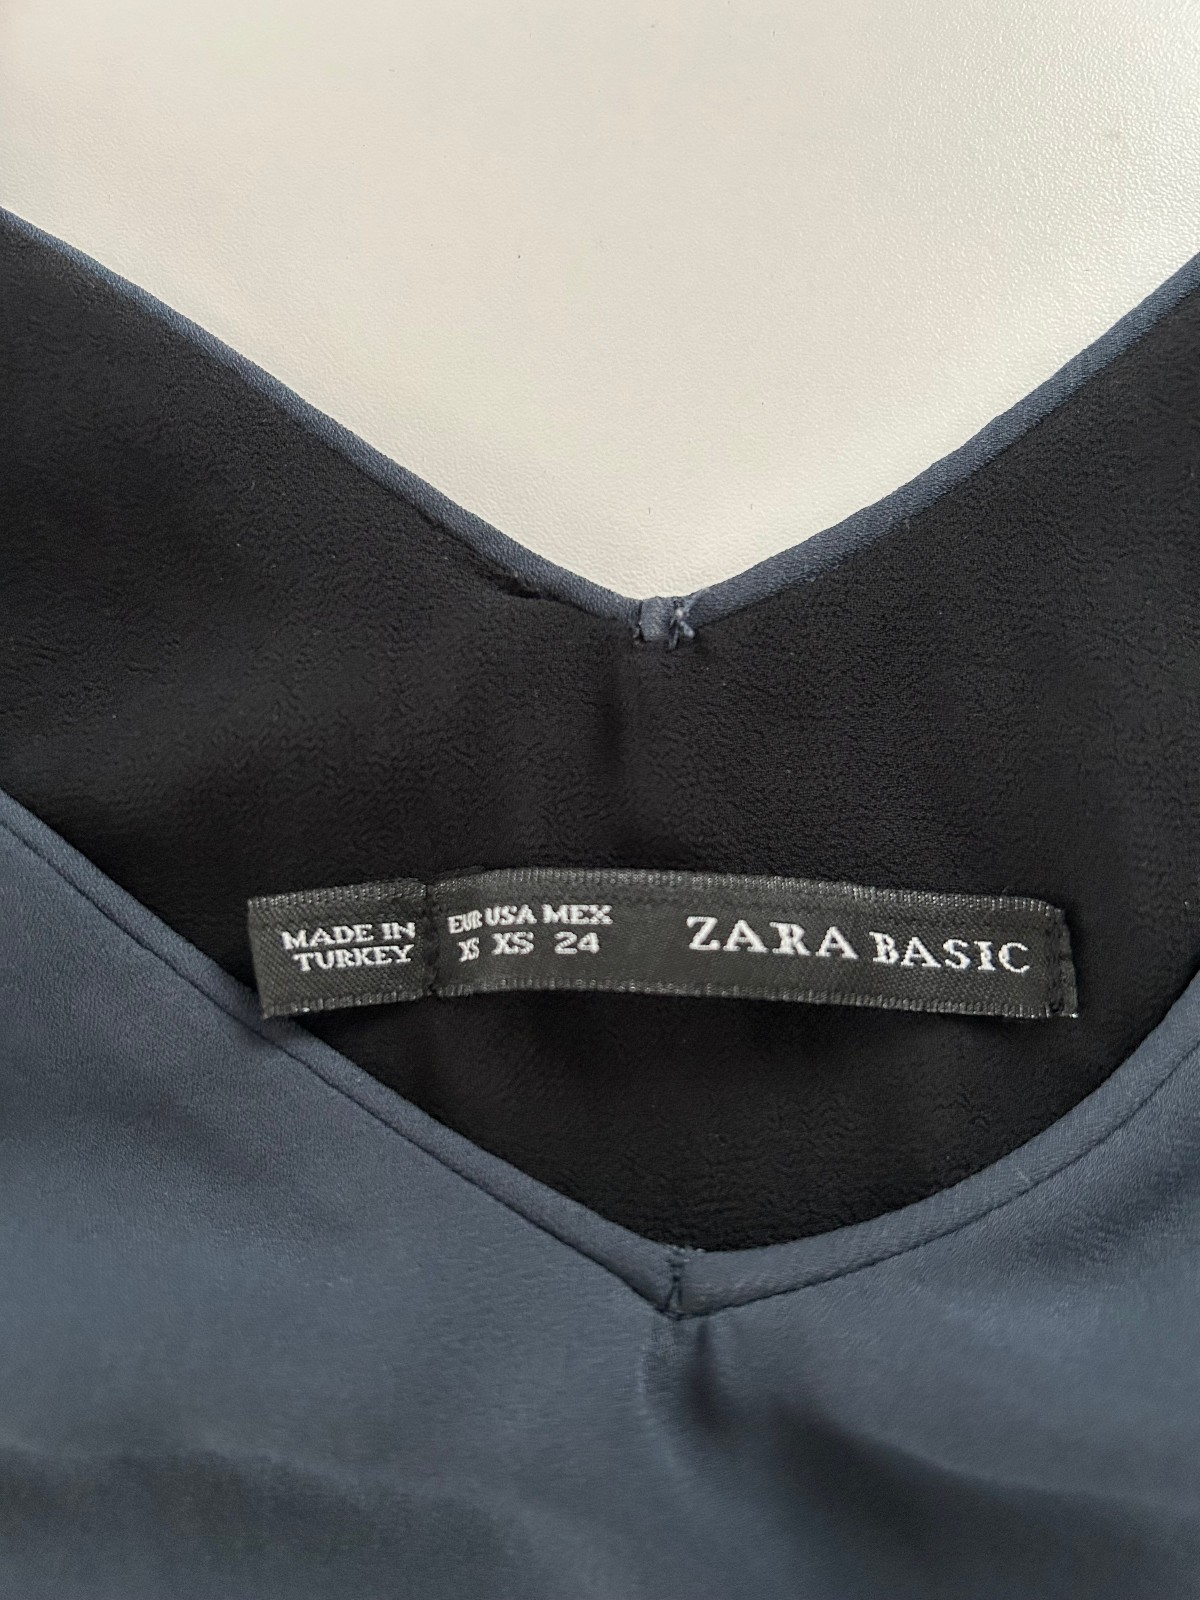 MADE IN
TURKEY
EUR USA MEX
XS XS 24
ZARA BASIC